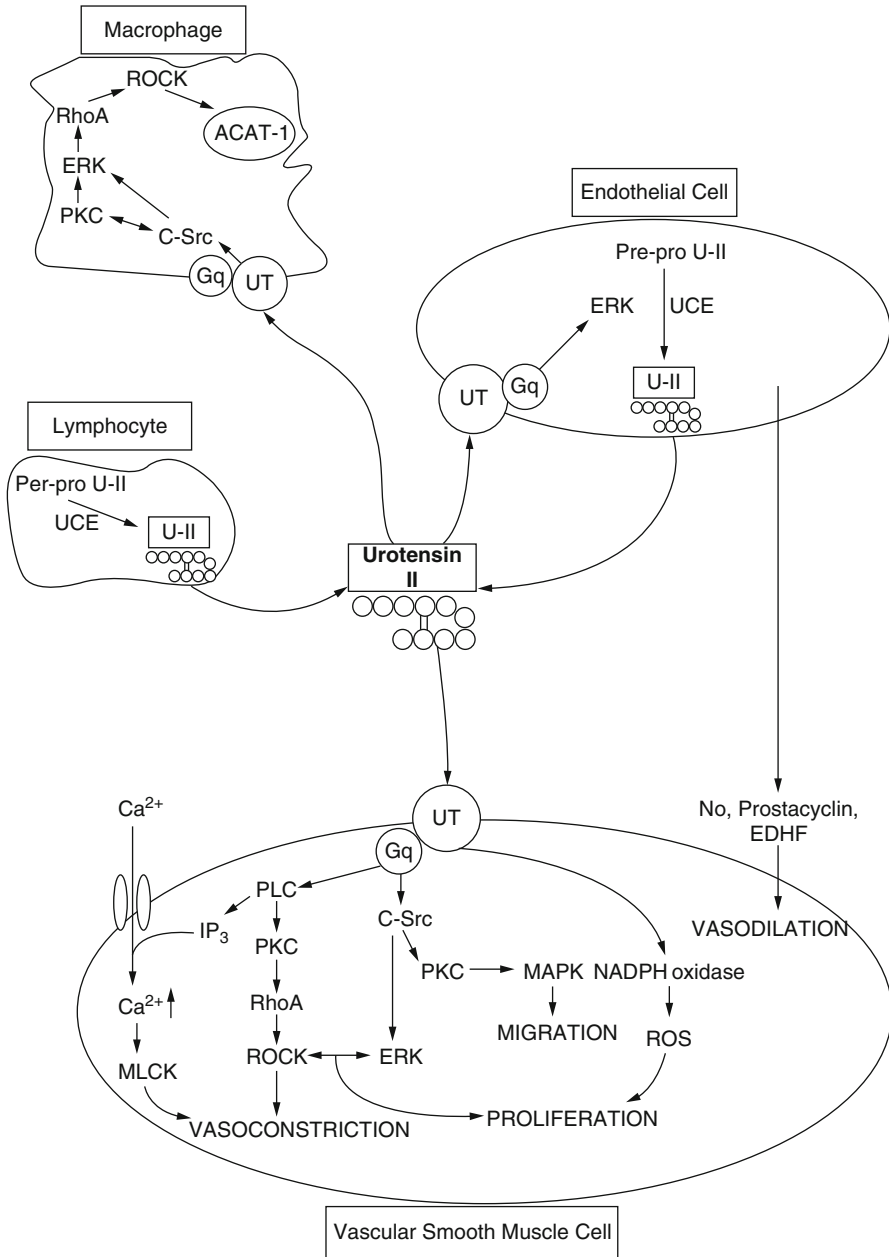 Macrophage
ROCK
RhoA
ACAT-1
ERK
PKC
C-Src
Gq
UT
Endothelial Cell
Pre-pro U-II
ERK
UCE
UT
Gq
U-II
Lymphocyte
Per-pro U-II
UCE
U-II
Urotensin
II
Ca²⁺
UT
Gq
No, Prostacyclin,
EDHF
VASODILATION
PLC
IP₃
C-Src
PKC
PKC
MAPK
NADPH oxidase
Ca²⁺
RhoA
MIGRATION
ROS
MLCK
ROCK
ERK
VASOCONSTRICTION
PROLIFERATION
Vascular Smooth Muscle Cell